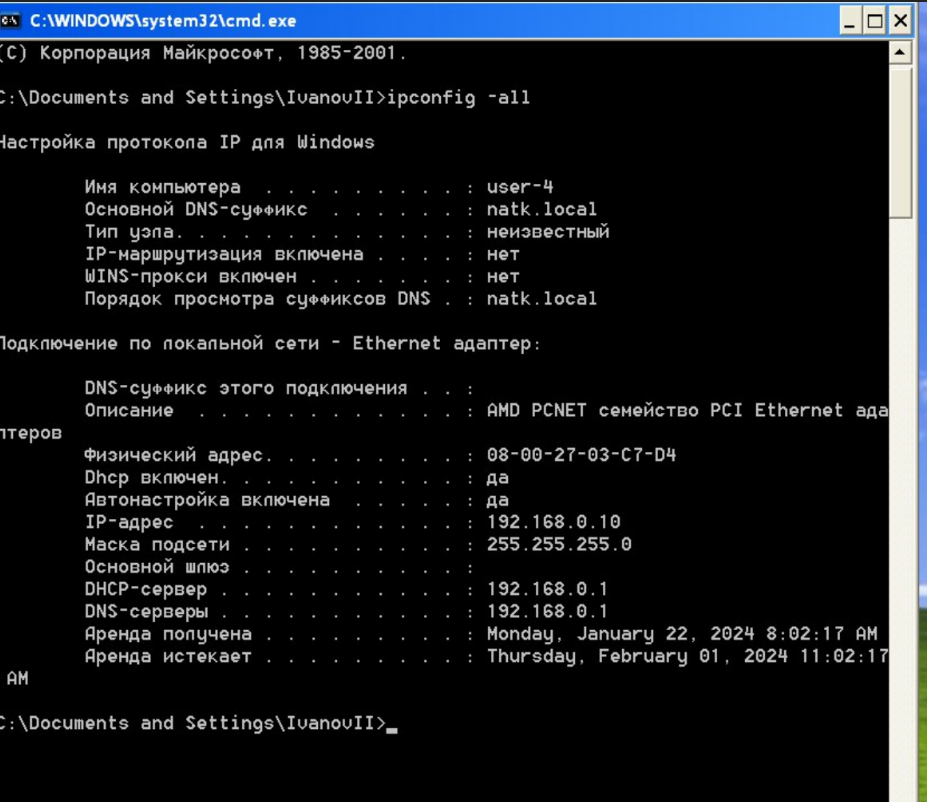 C:\WINDOWS\system32\cmd.exe
(C) Корпорация Майкрософт, 1985-2001.
C:\Documents and Settings\IvanovII>ipconfig -all
Настройка протокола IP для Windows
Имя компьютера . . . . . . . . . : user-4
Основной DNS-суффикс . . . . . . : natk.local
Тип узла. . . . . . . . . . . . . : неизвестный
IP-маршрутизация включена . . . . : нет
WINS-прокси включен . . . . . . . : нет
Порядок просмотра суффиксов DNS . : natk.local
Подключение по локальной сети - Ethernet адаптер:
DNS-суффикс этого подключения . . :
Описание . . . . . . . . . . . . : AMD PCNET семейство PCI Ethernet ада
птеров
Физический адрес. . . . . . . . . : 08-00-27-03-C7-D4
Dhcp включен. . . . . . . . . . . : да
Автонастройка включена . . . . . : да
IP-адрес . . . . . . . . . . . . : 192.168.0.10
Маска подсети . . . . . . . . . . : 255.255.255.0
Основной шлюз . . . . . . . . . . :
DHCP-сервер . . . . . . . . . . . : 192.168.0.1
DNS-серверы . . . . . . . . . . . : 192.168.0.1
Аренда получена . . . . . . . . . : Monday, January 22, 2024 8:02:17 AM
Аренда истекает . . . . . . . . . : Thursday, February 01, 2024 11:02:17
AM
C:\Documents and Settings\IvanovII>_